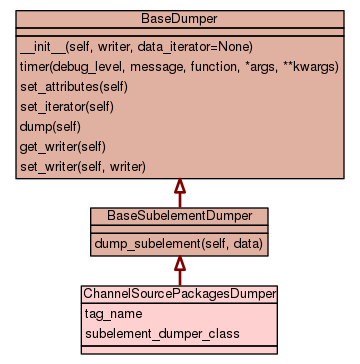 BaseDumper
__init__(self, writer, data_iterator=None)
timer(debug_level, message, function, *args, **kwargs)
set_attributes(self)
set_iterator(self)
dump(self)
get_writer(self)
set_writer(self, writer)
BaseSubelementDumper
dump_subelement(self, data)
ChannelSourcePackagesDumper
tag_name
subelement_dumper_class